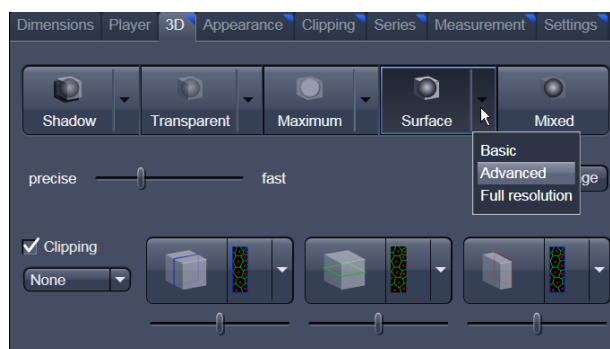 Dimensions Player 3D Appearance Clipping Series Measurement Settings
Shadow Transparent Maximum Surface Mixed
Basic
precise fast Advanced
Full resolution
Clipping
None